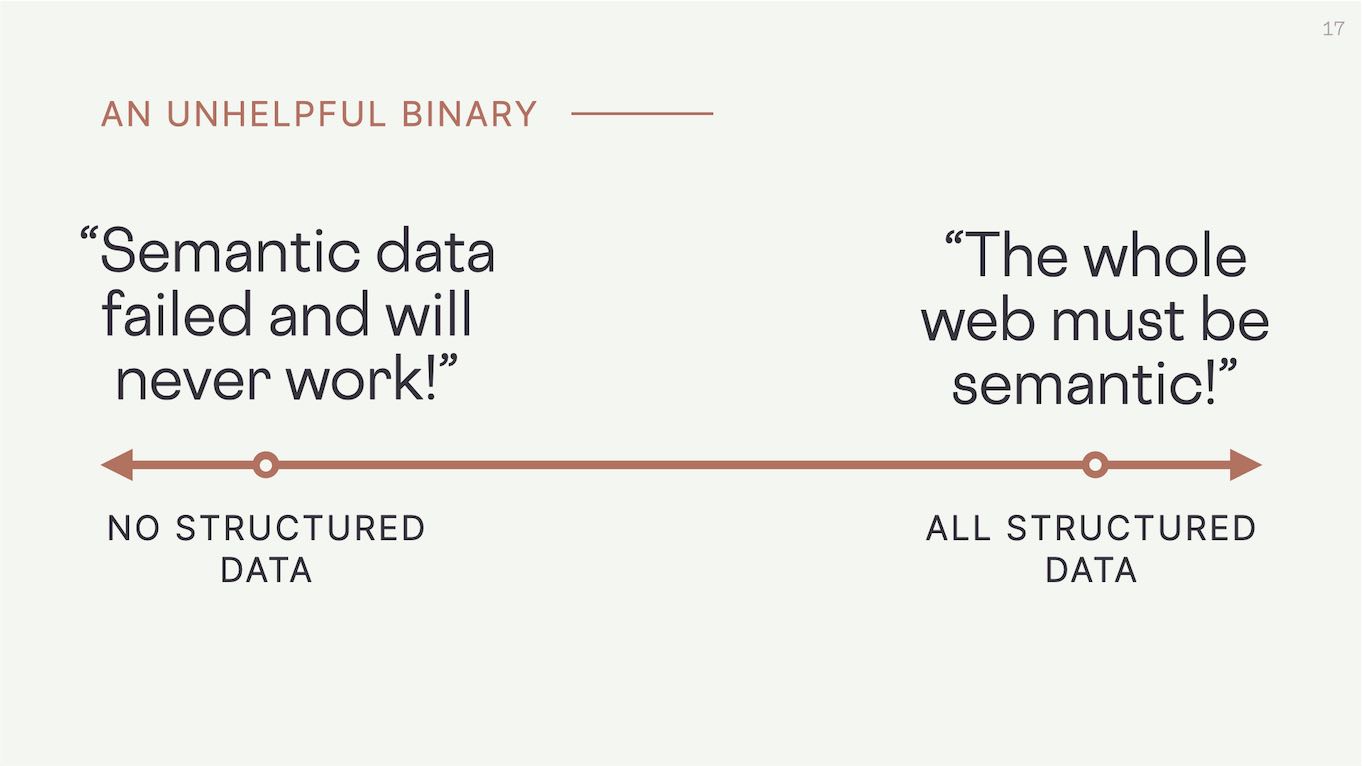 17
AN UNHELPFUL BINARY
“Semantic data
failed and will
never work!”
“The whole
web must be
semantic!”
NO STRUCTURED
DATA
ALL STRUCTURED
DATA